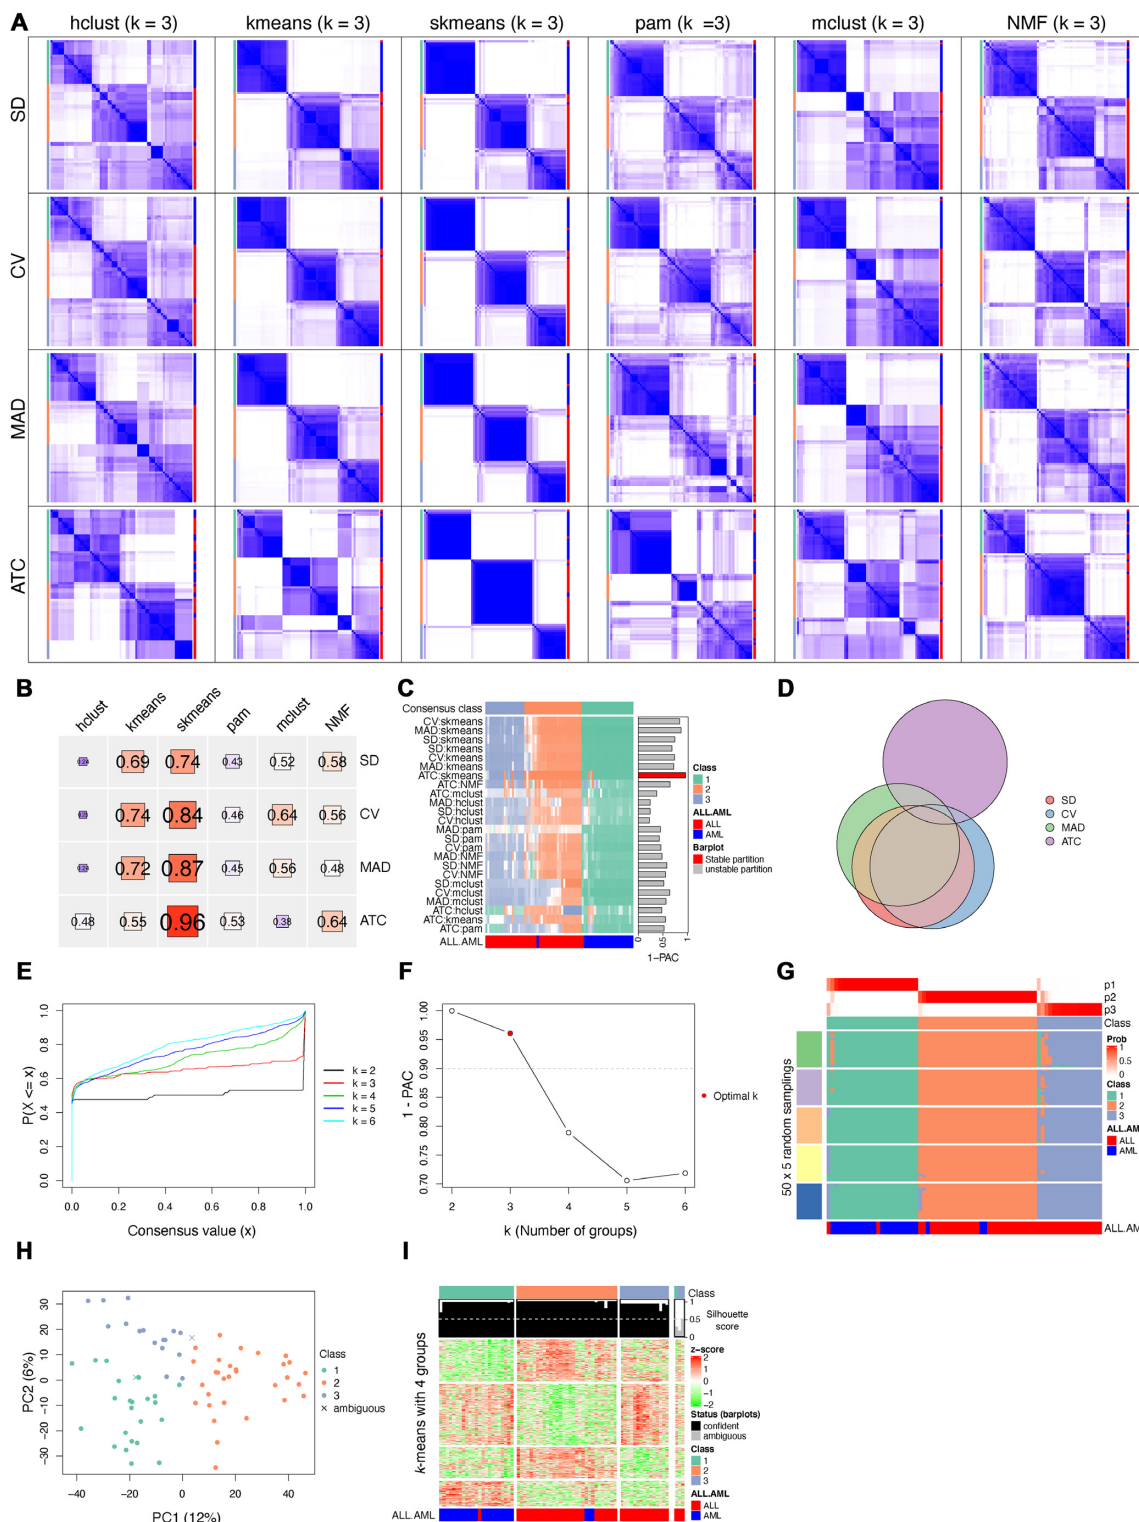 A
hclust (k = 3)
kmeans (k = 3)
skmeans (k = 3)
pam (k =3)
mclust (k = 3)
NMF (k = 3)
SD
CV
MAD
ATC
B
hclust
kmeans
skmeans
pam
mclust
NMF
0.69 0.74 0.43 0.52 0.58 SD
0.74 0.84 0.46 0.64 0.56 CV
0.72 0.87 0.45 0.56 0.48 MAD
0.48 0.55 0.96 0.53 0.38 0.64 ATC
C
Consensus class
CV:skmeans
MAD:skmeans
SD:skmeans
SD:kmeans
CV:kmeans
MAD:kmeans
ATC:skmeans
ATC:NMF
ATC:mclust
MAD:hclust
SD:hclust
CV:hclust
MAD:pam
SD:pam
CV:pam
MAD:NMF
SD:NMF
CV:NMF
SD:mclust
CV:mclust
MAD:mclust
ATC:hclust
ATC:kmeans
ATC:pam
ALL.AML
0 0.5 1
1-PAC
Class
1
2
3
ALL.AML
ALL
AML
Barplot
Stable partition
unstable partition
D
SD
CV
MAD
ATC
E
P(X <= x)
0.0 0.2 0.4 0.6 0.8 1.0
0.0 0.2 0.4 0.6 0.8 1.0
Consensus value (x)
k = 2
k = 3
k = 4
k = 5
k = 6
F
1 - PAC
0.70 0.75 0.80 0.85 0.90 0.95 1.00
2 3 4 5 6
k (Number of groups)
Optimal k
G
p1
p2
p3
Class
50 x 5 random samplings
Prob
1
0.5
0
Class
1
2
3
ALL.AM
ALL
AML
ALL.AM
H
PC2 (6%)
30
20
10
0
-10
-20
-30
-40 -20 0 20 40
PC1 (12%)
Class
1
2
3
ambiguous
I
Class
1
0.5
0
Silhouette
score
k-means with 4 groups
z-score
2
1
0
-1
-2
Status (barplots)
confident
ambiguous
Class
1
2
3
ALL.AML
ALL
AML
ALL.AML